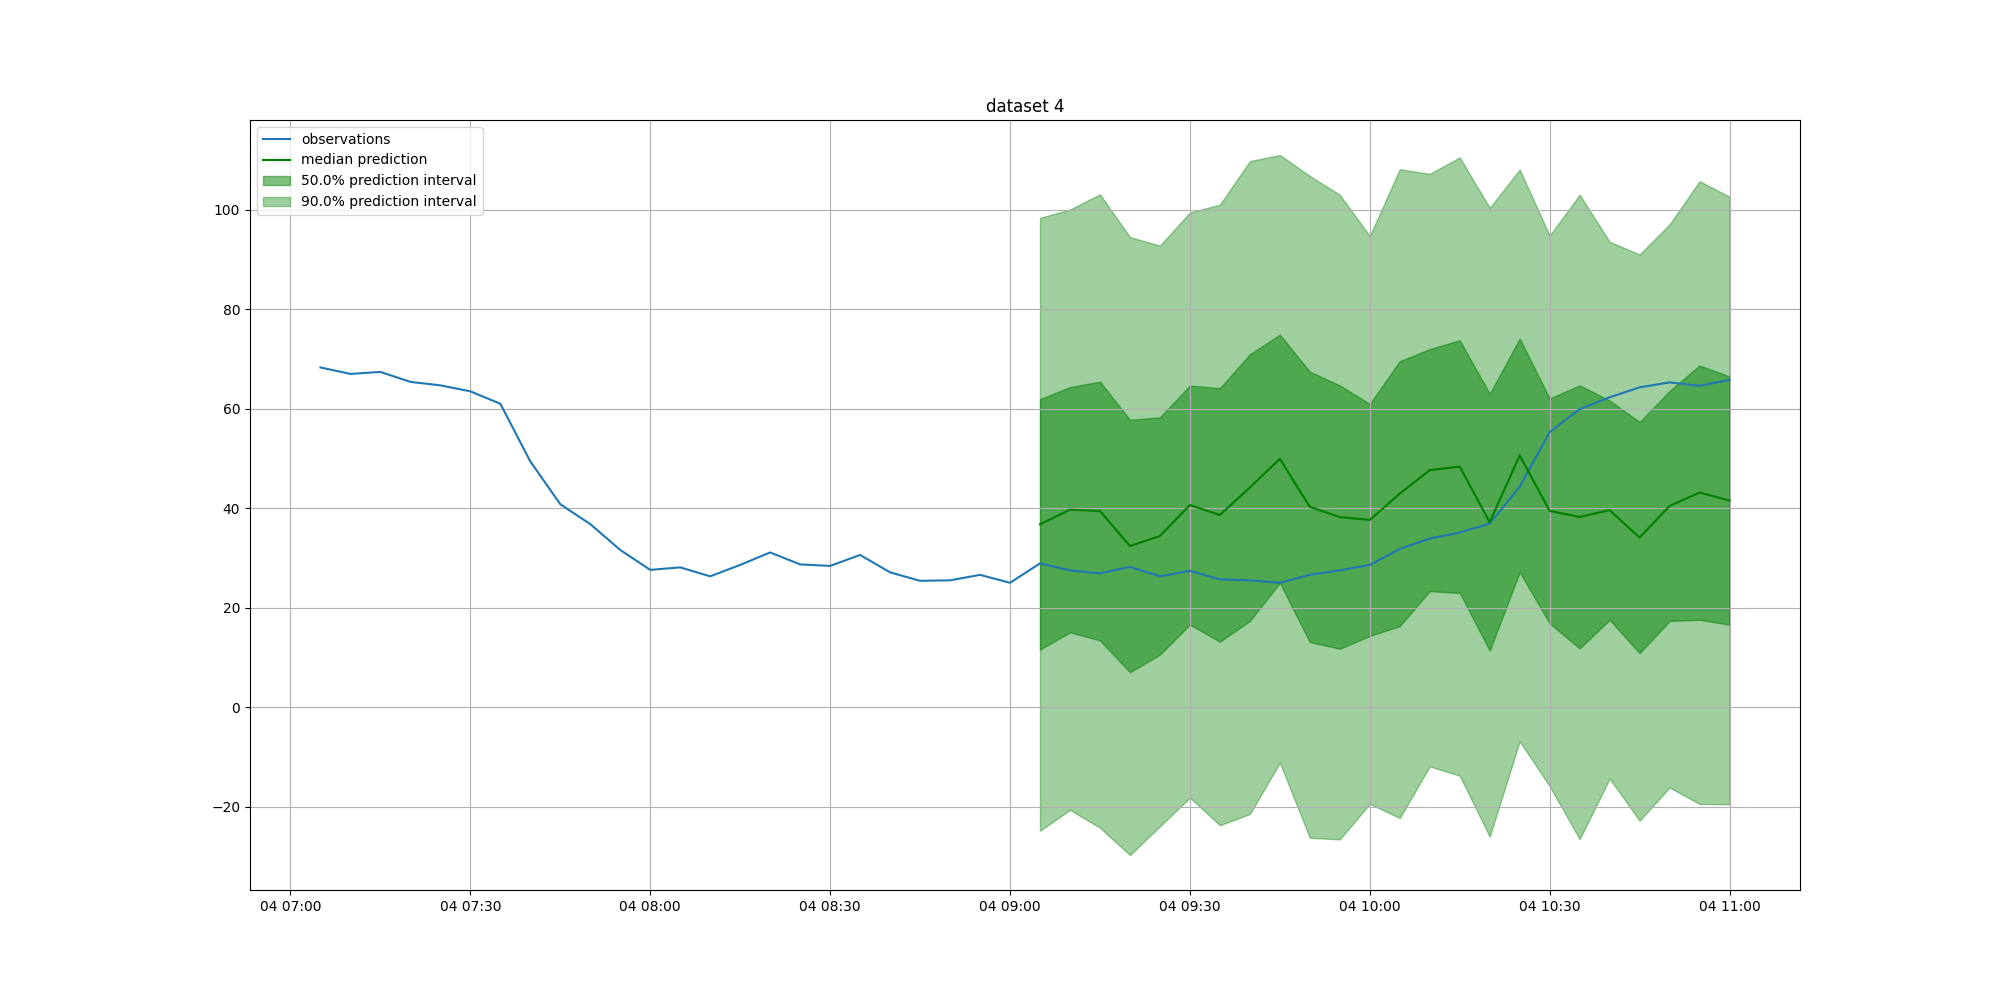 dataset 4
observations
median prediction
50.0% prediction interval
90.0% prediction interval
100
80
60
40
20
0
−20
04 07:00 04 07:30 04 08:00 04 08:30 04 09:00 04 09:30 04 10:00 04 10:30 04 11:00